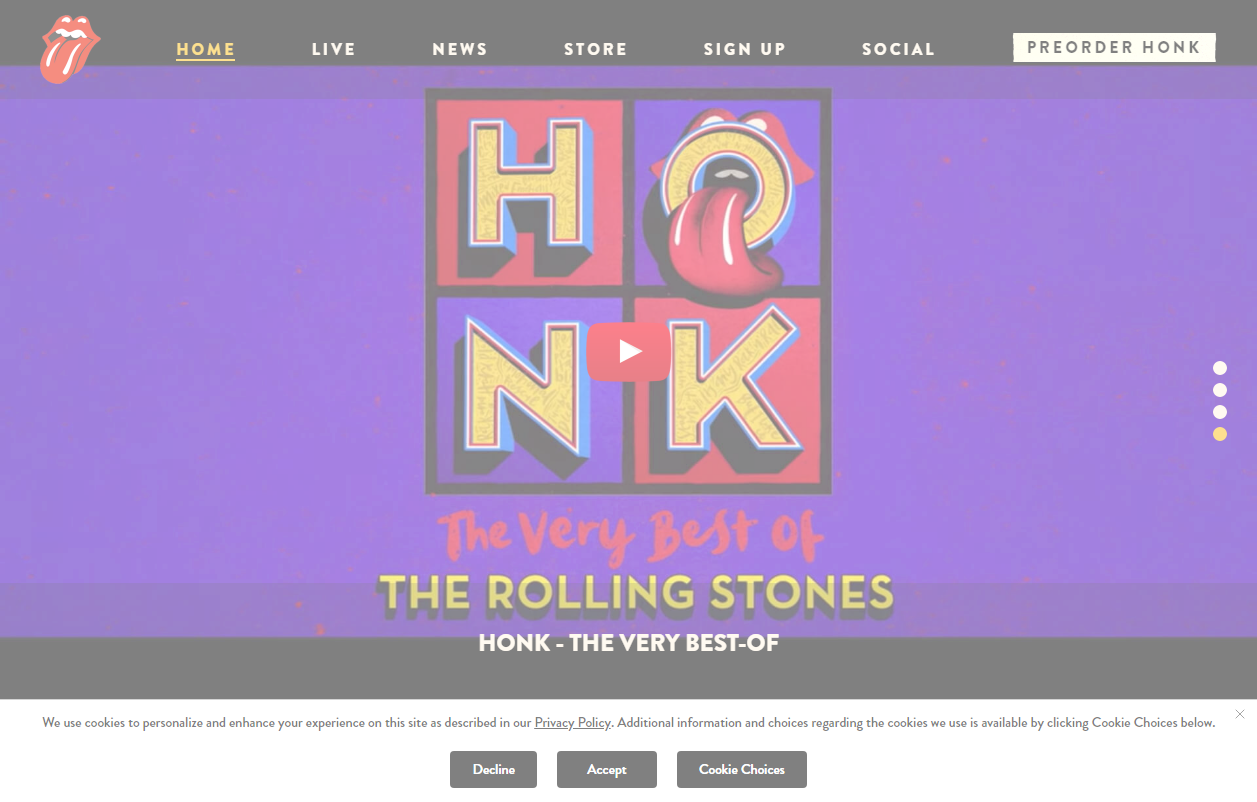 HOME LIVE NEWS STORE SIGN UP SOCIAL PREORDER HONK
HO
NK
The Very Best Of
THE ROLLING STONES
HONK - THE VERY BEST-OF
We use cookies to personalize and enhance your experience on this site as described in our Privacy Policy. Additional information and choices regarding the cookies we use is available by clicking Cookie Choices below.
Decline Accept Cookie Choices